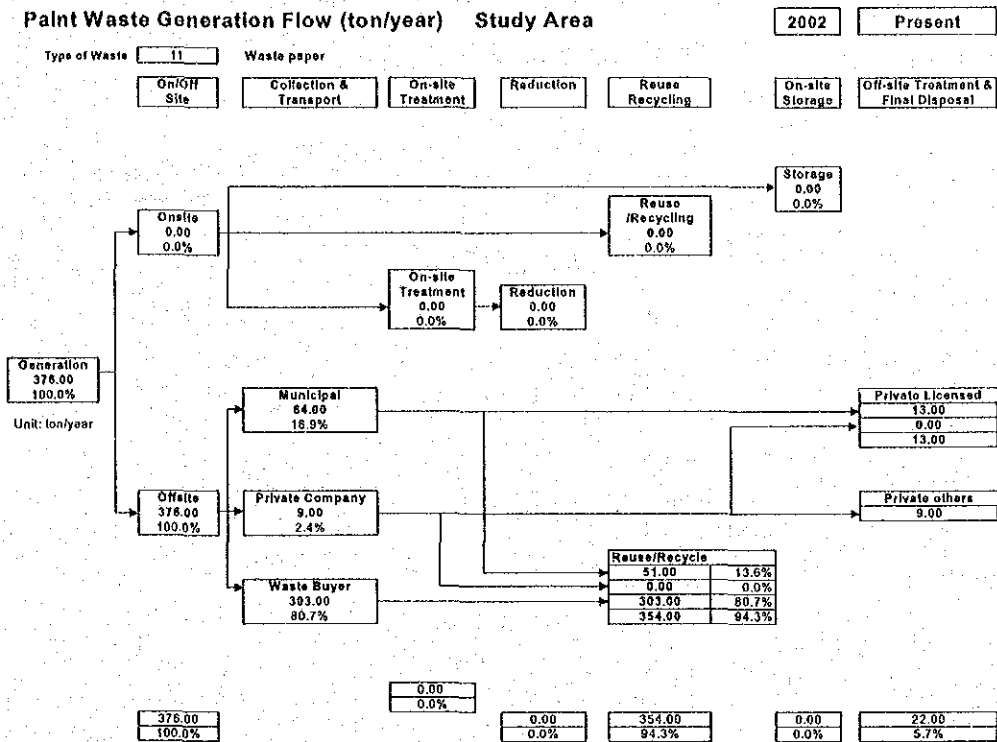 Paint Waste Generation Flow (ton/year) Study Area 2002 Present
Type of Waste 11 Waste paper
On/Off Site
Collection & Transport
On-site Treatment
Reduction
Reuse Recycling
On-site Storage
Off-site Treatment & Final Disposal
Storage
0.00
0.0%
Onsite
0.00
0.0%
Reuse
/Recycling
0.00
0.0%
On-site
Treatment
0.00
0.0%
Reduction
0.00
0.0%
Generation
376.00
100.0%
Unit: ton/year
Municipal
64.00
16.9%
Private Licensed
13.00
0.00
13.00
Offsite
376.00
100.0%
Private Company
9.00
2.4%
Private others
9.00
Waste Buyer
303.00
80.7%
Reuse/Recycle
51.00 13.6%
0.00 0.0%
303.00 80.7%
354.00 94.3%
0.00
0.0%
376.00 0.00 354.00 0.00 22.00
100.0% 0.0% 94.3% 0.0% 5.7%